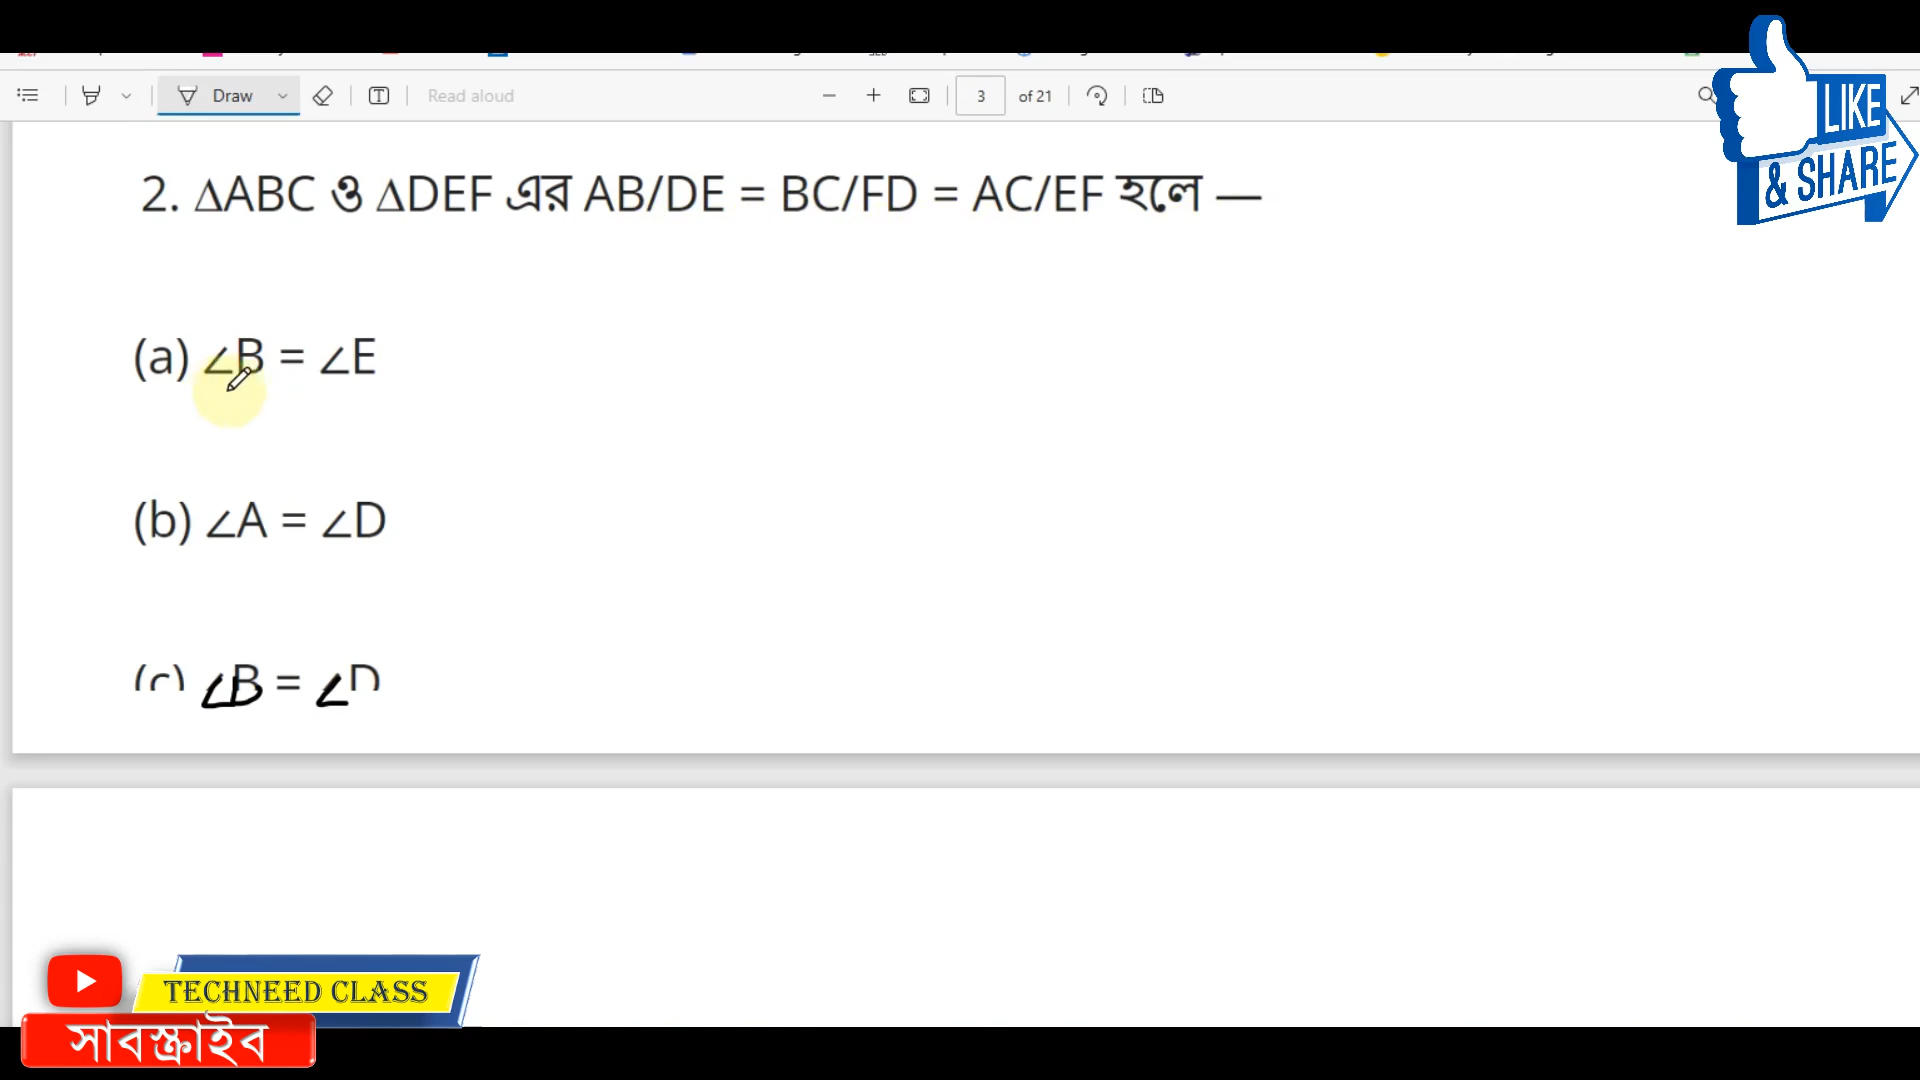 Draw
Read aloud
3 of 21
LIKE
& SHARE
2. ∆ABC ও ∆DEF এর AB/DE = BC/FD = AC/EF হলে —
(a) ∠B = ∠E
(b) ∠A = ∠D
(c) ∠B = ∠D
TECHNEED CLASS
সাবস্ক্রাইব